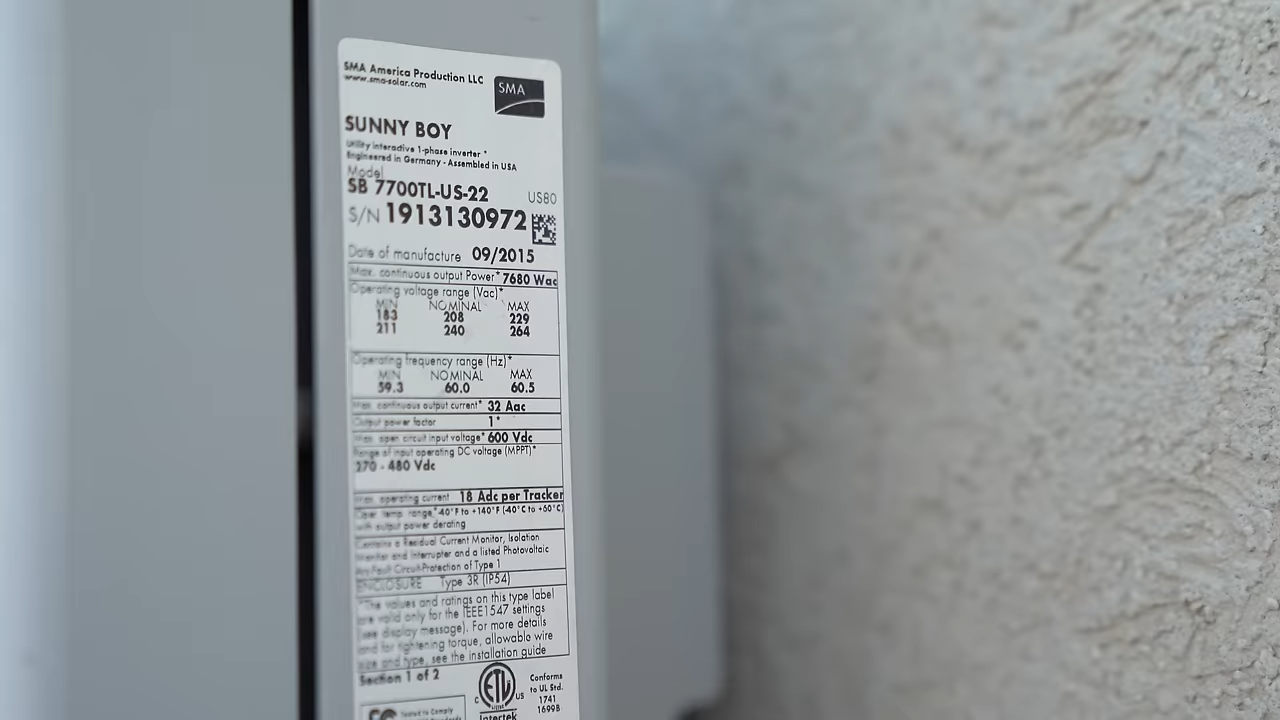 SMA America Production LLC
www.sma-solar.com
SMA
SUNNY BOY
Utility interactive 1-phase inverter *
Engineered in Germany - Assembled in USA
Model
SB 7700TL-US-22 US80
S/N 1913130972
Date of manufacture 09/2015
Max. continuous output Power* 7680 Wac
Operating voltage range (Vac)*
MIN NOMINAL MAX
183 208 229
211 240 264
Operating frequency range (Hz)*
MIN NOMINAL MAX
59.3 60.0 60.5
Max. continuous output current* 32 Aac
Output power factor 1*
Max. open circuit input voltage* 600 Vdc
Range of input operating DC voltage (MPPT)*
270 - 480 Vdc
Max. operating current 18 Adc per Tracker
Oper. temp. range,* -40°F to +140°F (-40°C to +60°C)
with output power derating
Contains a Residual Current Monitor, Isolation
Monitor and Interrupter and a listed Photovoltaic
Arc-Fault Circuit-Protection of Type 1
ENCLOSURE Type 3R (IP54)
*The values and ratings on this type label
are valid only for the IEEE1547 settings
(see display message). For more details
and for tightening torque, allowable wire
size and type, see the installation guide
Section 1 of 2
ETL
LISTED
C US
Intertek
Conforms
to UL Std.
1741
1699B
FC Tested to Comply